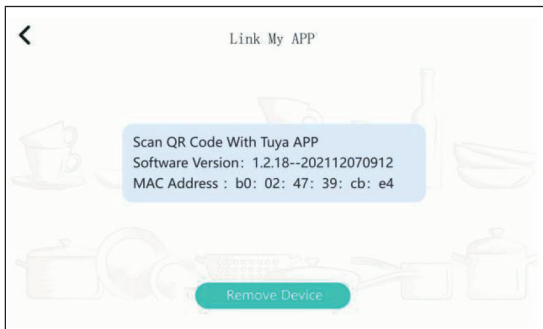 Link My APP
Scan QR Code With Tuya APP
Software Version： 1.2.18--202112070912
MAC Address： b0： 02： 47： 39： cb： e4
Remove Device